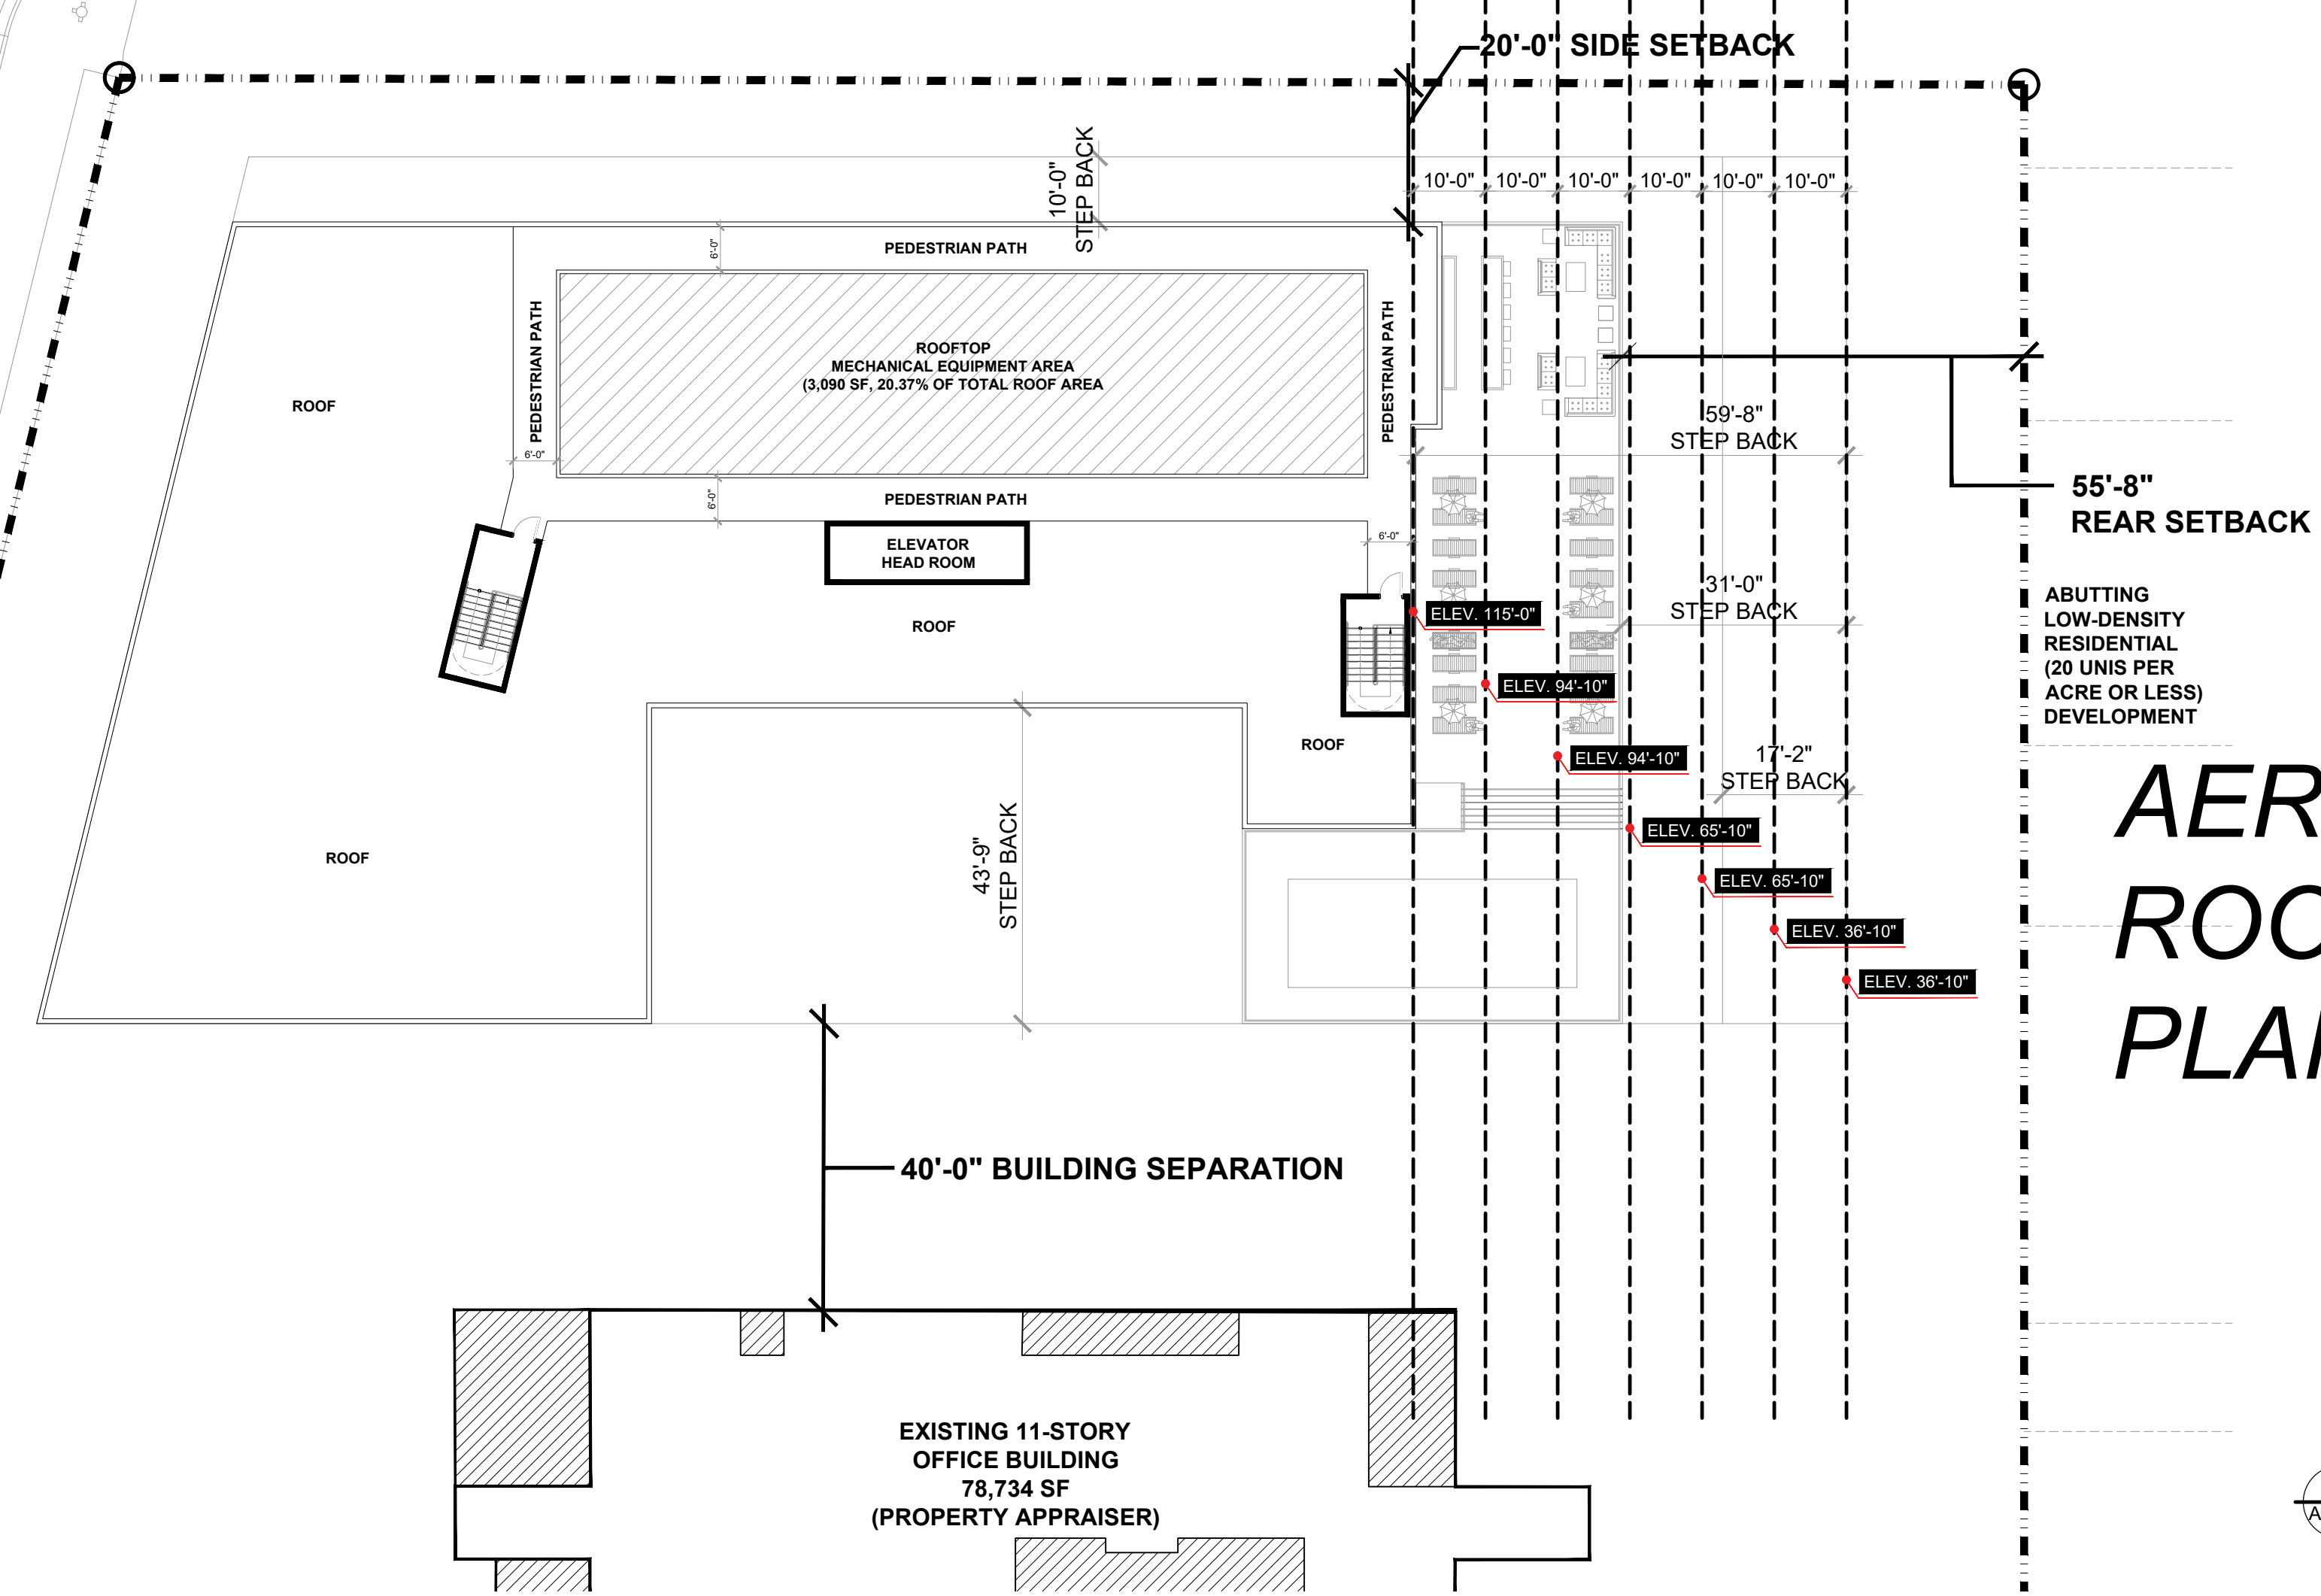 20'-0" SIDE SETBACK
10'-0"
STEP BACK
10'-0" 10'-0" 10'-0" 10'-0" 10'-0" 10'-0"
6'-0"
PEDESTRIAN PATH
PEDESTRIAN PATH
PEDESTRIAN PATH
ROOFTOP
MECHANICAL EQUIPMENT AREA
(3,090 SF, 20.37% OF TOTAL ROOF AREA
ROOF
59'-8"
STEP BACK
6'-0"
55'-8"
REAR SETBACK
6'-0"
PEDESTRIAN PATH
6'-0"
ELEVATOR
HEAD ROOM
31'-0"
STEP BACK
ABUTTING
LOW-DENSITY
RESIDENTIAL
(20 UNIS PER
ACRE OR LESS)
DEVELOPMENT
ELEV. 115'-0"
ROOF
ELEV. 94'-10"
ROOF
ELEV. 94'-10"
17'-2"
STEP BACK
AER
ELEV. 65'-10"
ROOF
43'-9"
STEP BACK
ELEV. 65'-10"
ROO
ELEV. 36'-10"
ELEV. 36'-10"
PLA
40'-0" BUILDING SEPARATION
EXISTING 11-STORY
OFFICE BUILDING
78,734 SF
(PROPERTY APPRAISER)
A